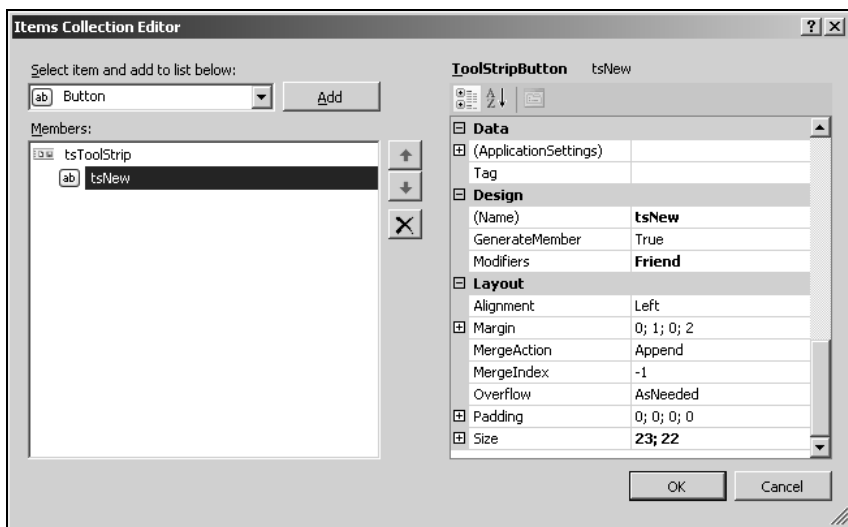 Items Collection Editor
Select item and add to list below:
ab Button
Add
Members:
tsToolStrip
ab tsNew
ToolStripButton tsNew
Data
(ApplicationSettings)
Tag
Design
(Name) tsNew
GenerateMember True
Modifiers Friend
Layout
Alignment Left
Margin 0; 1; 0; 2
MergeAction Append
MergeIndex -1
Overflow AsNeeded
Padding 0; 0; 0; 0
Size 23; 22
OK Cancel